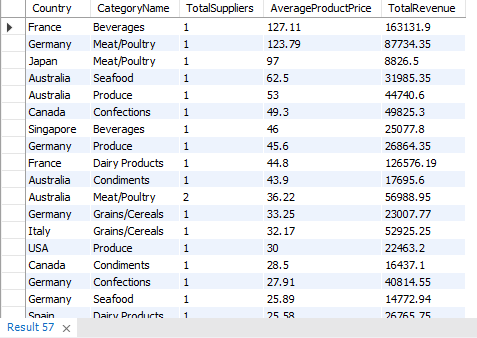 Country CategoryName TotalSuppliers AverageProductPrice TotalRevenue
France Beverages 1 127.11 163131.9
Germany Meat/Poultry 1 123.79 87734.35
Japan Meat/Poultry 1 97 8826.5
Australia Seafood 1 62.5 31985.35
Australia Produce 1 53 44740.6
Canada Confections 1 49.3 49825.3
Singapore Beverages 1 46 25077.8
Germany Produce 1 45.6 26864.35
France Dairy Products 1 44.8 126576.19
Australia Condiments 1 43.9 17695.6
Australia Meat/Poultry 2 36.22 56988.95
Germany Grains/Cereals 1 33.25 23007.77
Italy Grains/Cereals 1 32.17 52925.25
USA Produce 1 30 22463.2
Canada Condiments 1 28.5 16437.1
Germany Confections 1 27.91 40814.55
Germany Seafood 1 25.89 14772.94
Spain Dairy Products 1 25.58 26765.75
Result 57